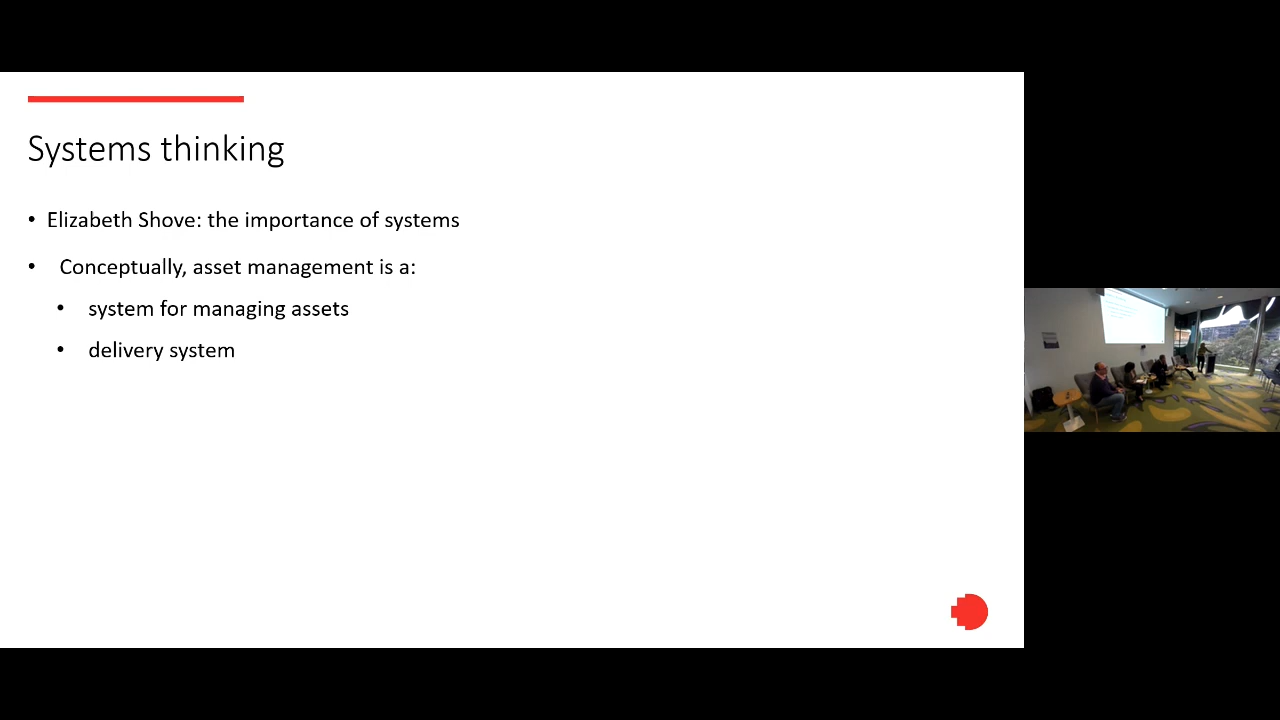 Systems thinking
• Elizabeth Shove: the importance of systems
• Conceptually, asset management is a:
• system for managing assets
• delivery system